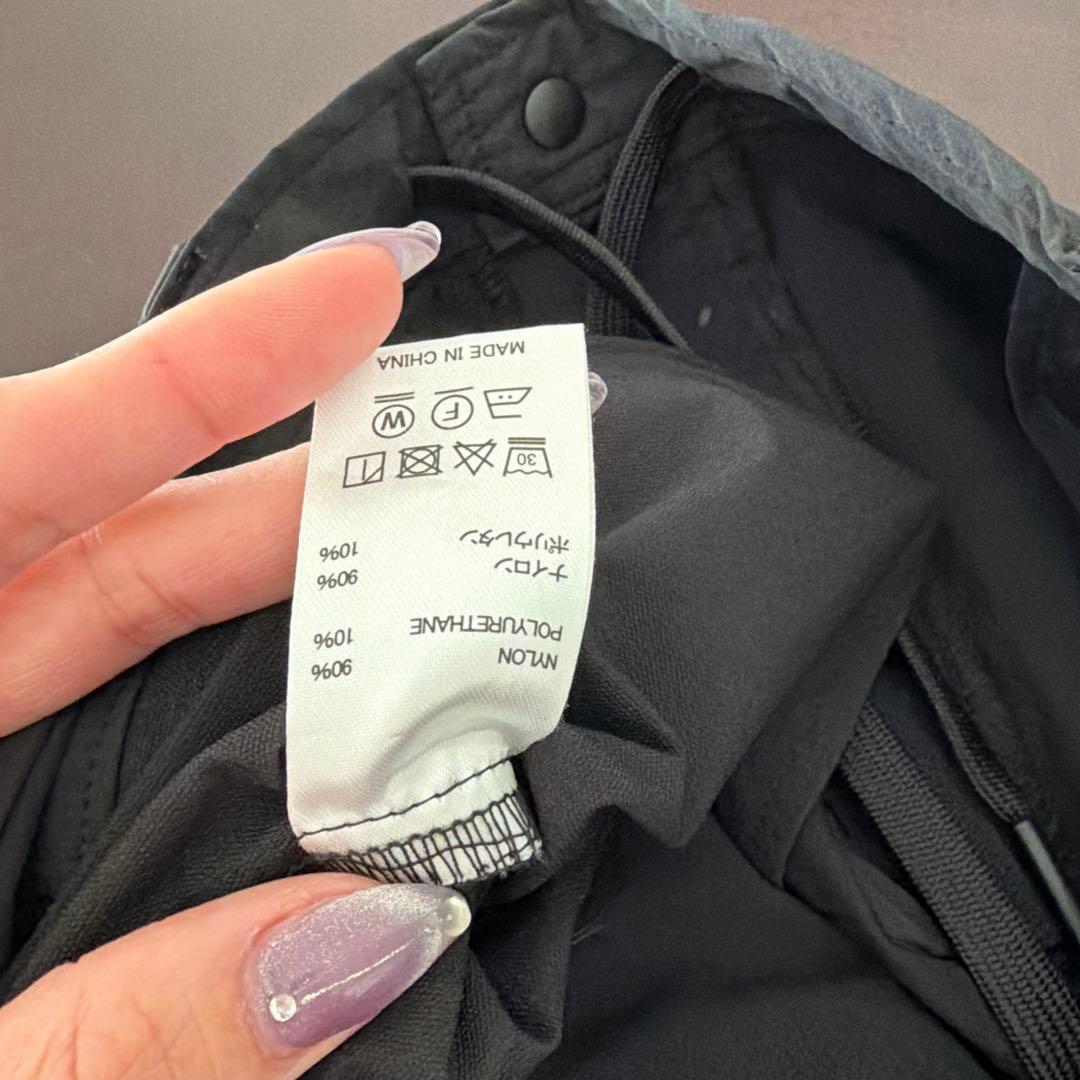 NYLON 90%
POLYURETHANE 10%
ナイロン 90%
ポリウレタン 10%
30
F W
MADE IN CHINA